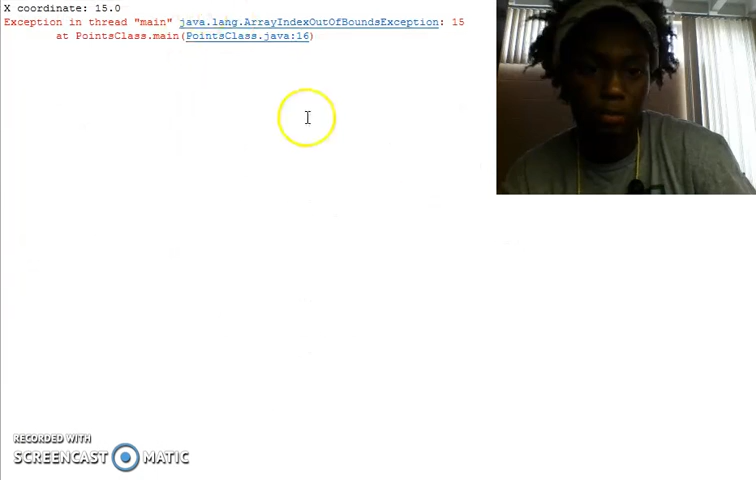 X coordinate: 15.0
Exception in thread "main" java.lang.ArrayIndexOutOfBoundsException: 15
at PointsClass.main(PointsClass.java:16)
RECORDED WITH
SCREENCAST MATIC